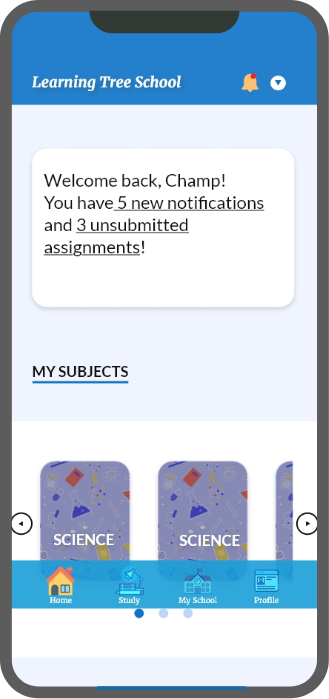 Learning Tree School
Welcome back, Champ!
You have 5 new notifications
and 3 unsubmitted
assignments!
MY SUBJECTS
SCIENCE SCIENCE
Home Study My School Profile